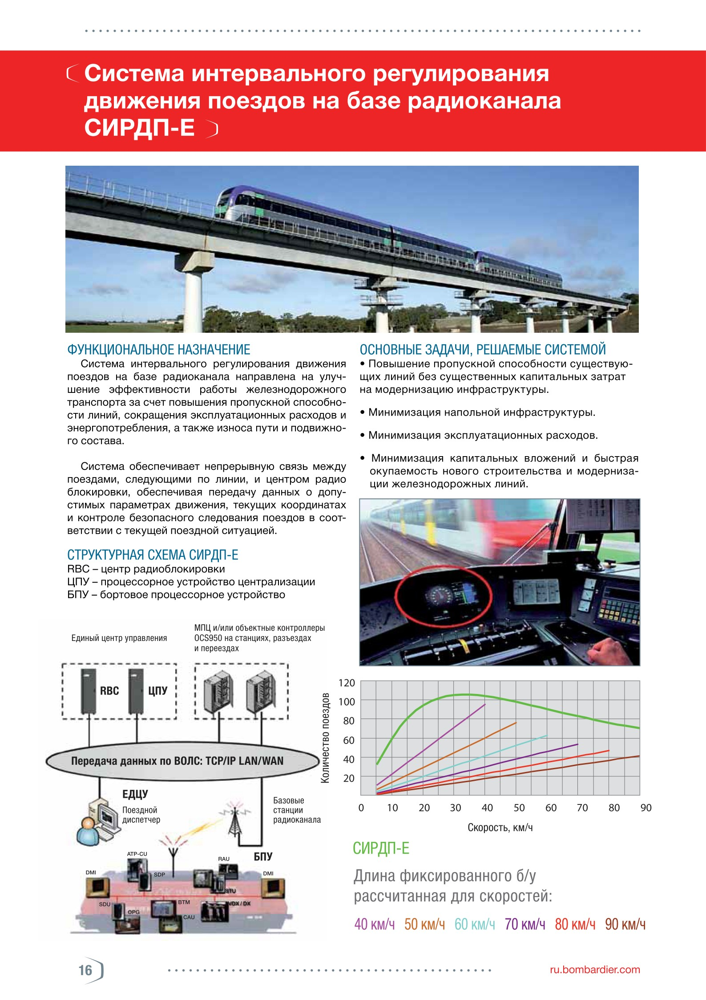 Система интервального регулирования
движения поездов на базе радиоканала
СИРДП-Е
ФУНКЦИОНАЛЬНОЕ НАЗНАЧЕНИЕ
Система интервального регулирования движения
поездов на базе радиоканала направлена на улуч-
шение эффективности работы железнодорожного
транспорта за счет повышения пропускной способно-
сти линий, сокращения эксплуатационных расходов и
энергопотребления, а также износа пути и подвижно-
го состава.
Система обеспечивает непрерывную связь между
поездами, следующими по линии, и центром радио
блокировки, обеспечивая передачу данных о допу-
стимых параметрах движения, текущих координатах
и контроле безопасного следования поездов в соот-
ветствии с текущей поездной ситуацией.
СТРУКТУРНАЯ СХЕМА СИРДП-Е
RBC – центр радиоблокировки
ЦПУ – процессорное устройство централизации
БПУ – бортовое процессорное устройство
Единый центр управления
МПЦ и/или объектные контроллеры
OCS950 на станциях, разъездах
и переездах
RBC
ЦПУ
Передача данных по ВОЛС: TCP/IP LAN/WAN
ЕДЦУ
Поездной
диспетчер
Базовые
станции
радиоканала
БПУ
ATP-CU
RAU
DMI
SDP
DMI
STU
SDU
BTM
VDX / DX
OPG
CAU
ОСНОВНЫЕ ЗАДАЧИ, РЕШАЕМЫЕ СИСТЕМОЙ
• Повышение пропускной способности существую-
щих линий без существенных капитальных затрат
на модернизацию инфраструктуры.
• Минимизация напольной инфраструктуры.
• Минимизация эксплуатационных расходов.
• Минимизация капитальных вложений и быстрая
окупаемость нового строительства и модерниза-
ции железнодорожных линий.
Количество поездов
120
100
80
60
40
20
0 10 20 30 40 50 60 70 80 90
Скорость, км/ч
СИРДП-Е
Длина фиксированного б/у
рассчитанная для скоростей:
40 км/ч 50 км/ч 60 км/ч 70 км/ч 80 км/ч 90 км/ч
16
ru.bombardier.com